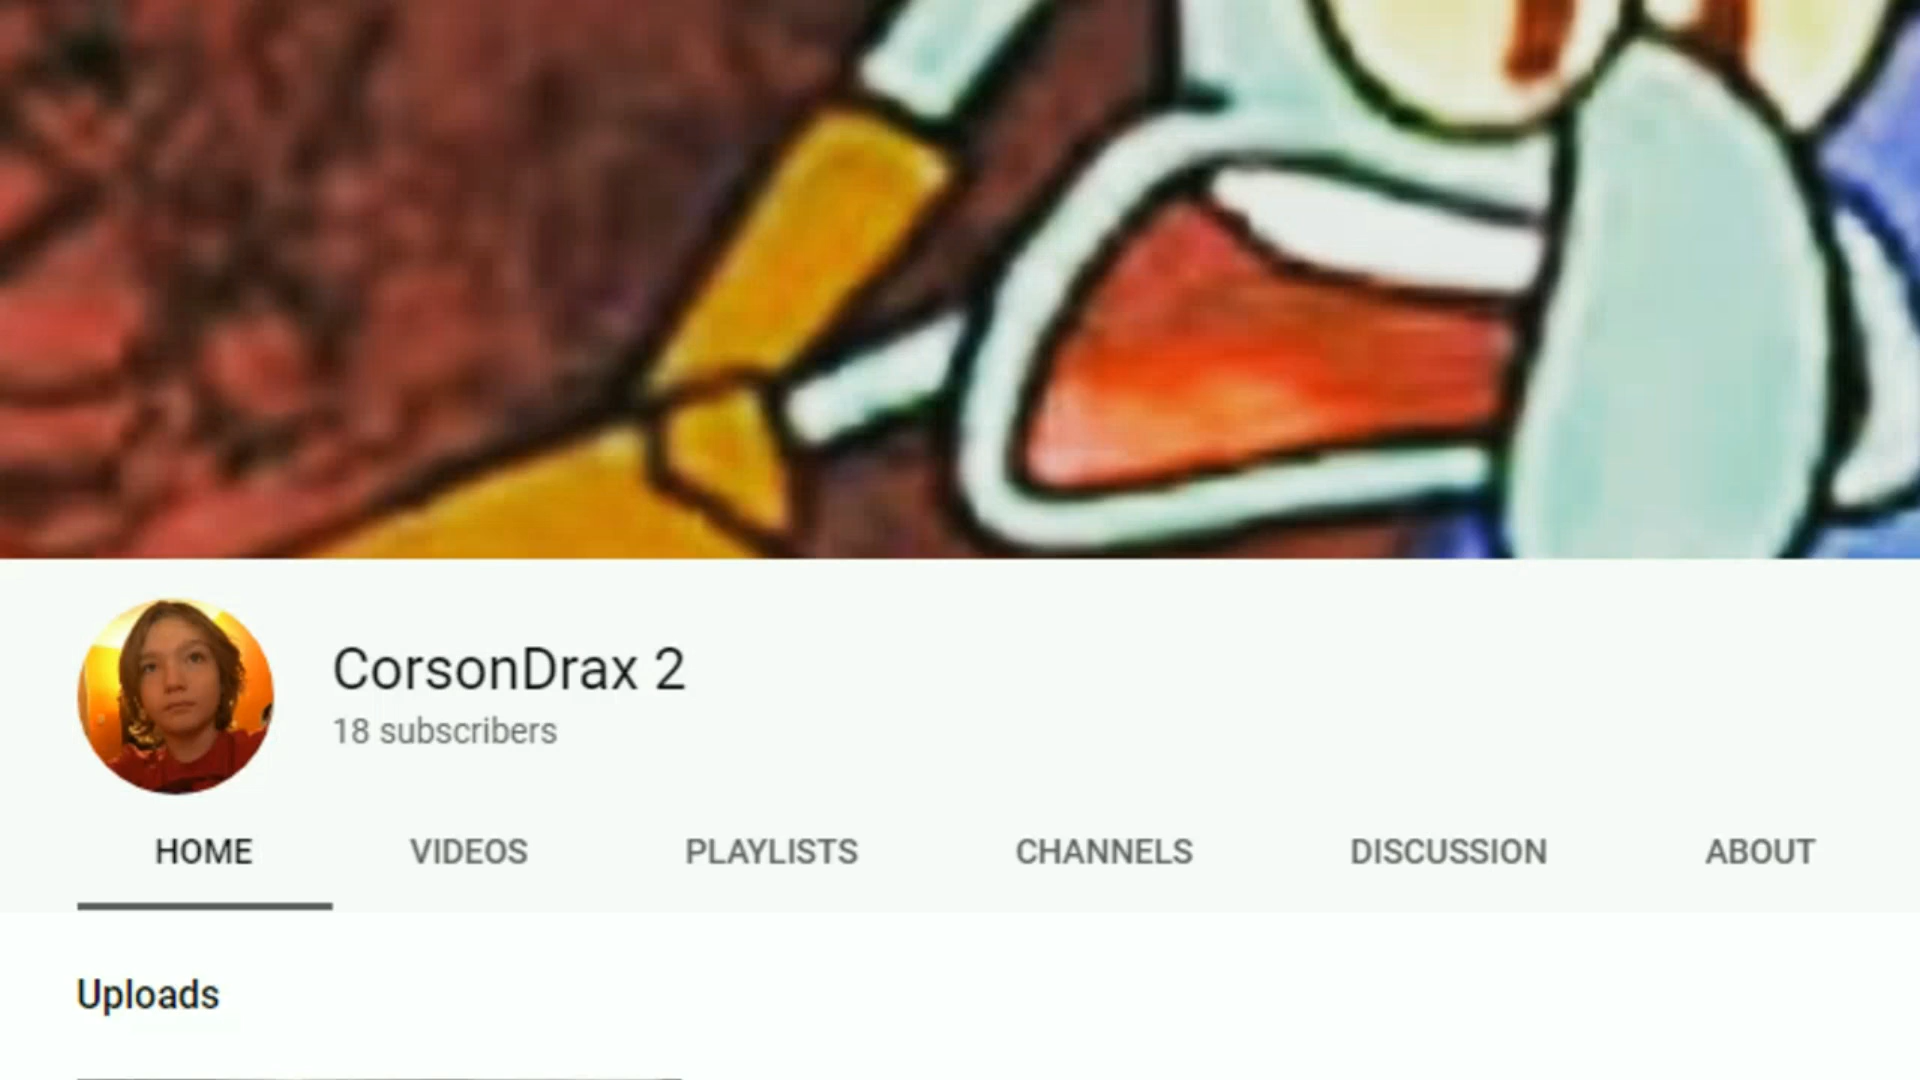 CorsonDrax 2
18 subscribers
HOME VIDEOS PLAYLISTS CHANNELS DISCUSSION ABOUT
Uploads